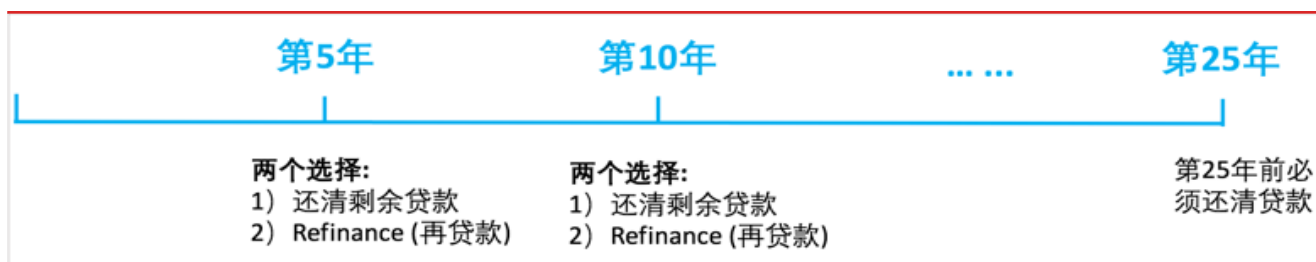 第5年
第10年
... ...
第25年
两个选择:
1）还清剩余贷款
2）Refinance (再贷款)
两个选择:
1）还清剩余贷款
2）Refinance (再贷款)
第25年前必
须还清贷款